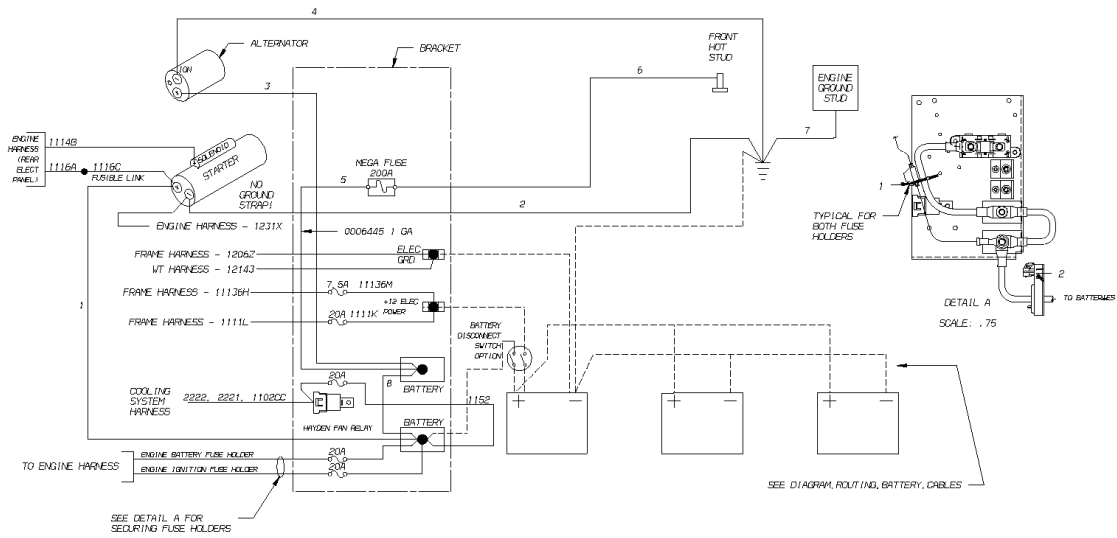 4
ALTERNATOR
BRACKET
FRONT
HOT
STUD
IGN
3
6
ENGINE
GROUND
STUD
ENGINE
HARNESS
(REAR
ELECT
PANEL)
1114B
1116A
1116C
FUSIBLE LINK
SOLENOID
STARTER
NO
GROUND
STRAP!
MEGA FUSE
200A
5
7
2
1
TYPICAL FOR
BOTH FUSE
HOLDERS
ENGINE HARNESS - 1231X
0006445 1 GA
FRAME HARNESS - 1206Z
ELEC
GRD
WT HARNESS - 12143
FRAME HARNESS - 11136H
7.5A 11136M
+12 ELEC
POWER
FRAME HARNESS - 1111L
20A 1111K
1
BATTERY
DISCONNECT
SWITCH
OPTION
2
TO BATTERIES
DETAIL A
SCALE: .75
BATTERY
8
20A
COOLING
SYSTEM
HARNESS
2222, 2221, 1102CC
HAYDEN FAN RELAY
1152
BATTERY
+ -
+ -
+ -
TO ENGINE HARNESS
ENGINE BATTERY FUSE HOLDER
20A
ENGINE IGNITION FUSE HOLDER
20A
SEE DIAGRAM, ROUTING, BATTERY, CABLES
SEE DETAIL A FOR
SECURING FUSE HOLDERS